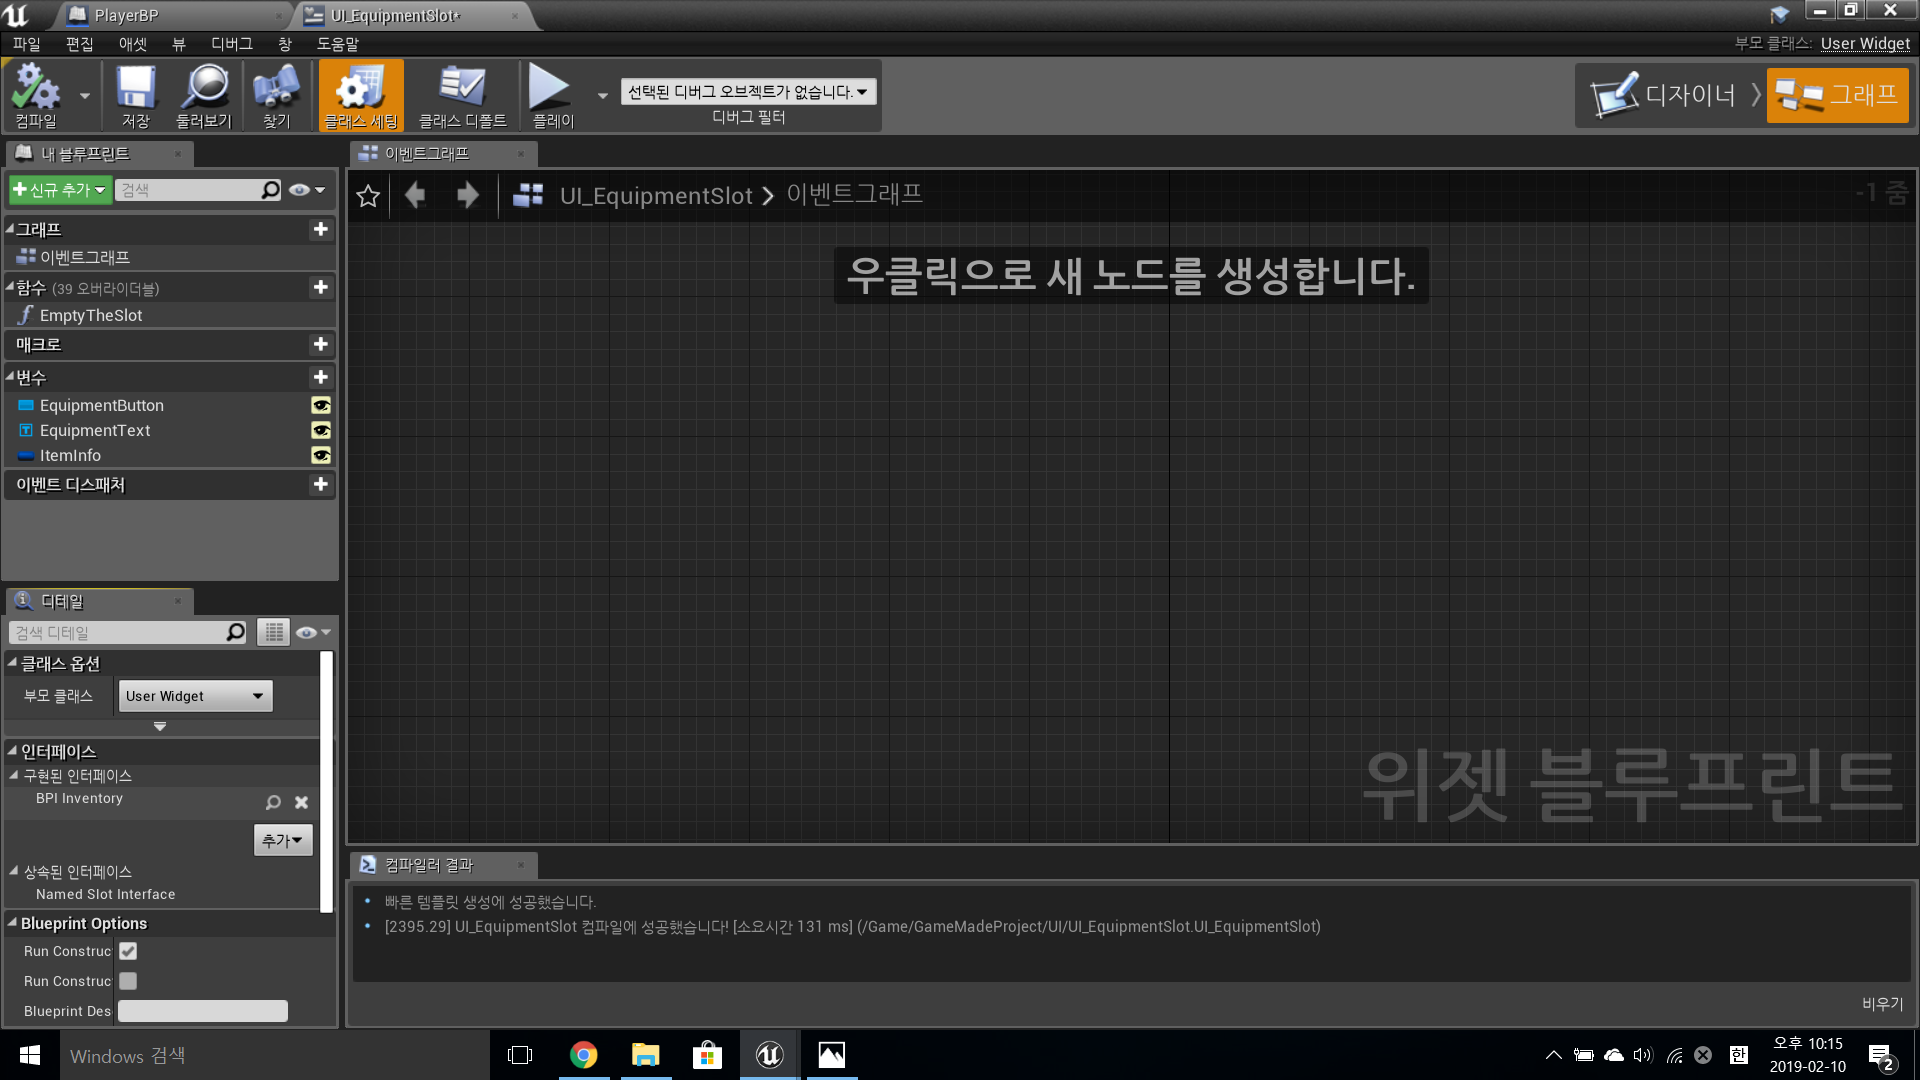 PlayerBP
UI_EquipmentSlot*
파일 편집 애셋 뷰 디버그 창 도움말
부모 클래스: User Widget
컴파일 저장 둘러보기 찾기 클래스 세팅 클래스 디폴트 플레이
선택된 디버그 오브젝트가 없습니다.
디버그 필터
디자이너
그래프
내 블루프린트
이벤트그래프
신규 추가
검색
UI_EquipmentSlot > 이벤트그래프
-1 줌
그래프
이벤트그래프
우클릭으로 새 노드를 생성합니다.
함수 (39 오버라이더블)
EmptyTheSlot
매크로
변수
EquipmentButton
EquipmentText
ItemInfo
이벤트 디스패처
디테일
검색 디테일
클래스 옵션
부모 클래스 User Widget
인터페이스
구현된 인터페이스
BPI Inventory
추가
상속된 인터페이스
Named Slot Interface
Blueprint Options
Run Construc
Run Construc
Blueprint Des
위젯 블루프린트
컴파일러 결과
빠른 템플릿 생성에 성공했습니다.
[2395.29] UI_EquipmentSlot 컴파일에 성공했습니다! [소요시간 131 ms] (/Game/GameMadeProject/UI/UI_EquipmentSlot.UI_EquipmentSlot)
비우기
Windows 검색
한
오후 10:15
2019-02-10
2